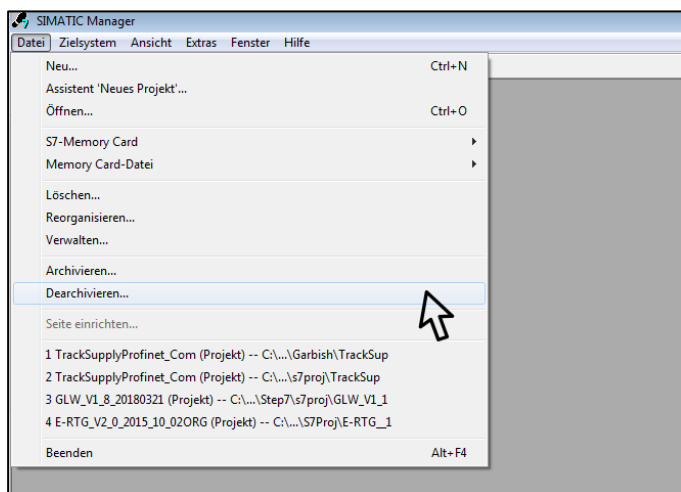 SIMATIC Manager
Datei Zielsystem Ansicht Extras Fenster Hilfe
Neu... Ctrl+N
Assistent 'Neues Projekt'...
Öffnen... Ctrl+O
S7-Memory Card
Memory Card-Datei
Löschen...
Reorganisieren...
Verwalten...
Archivieren...
Dearchivieren...
Seite einrichten...
1 TrackSupplyProfinet_Com (Projekt) -- C:\...\Garbish\TrackSup
2 TrackSupplyProfinet_Com (Projekt) -- C:\...\s7proj\TrackSup
3 GLW_V1_8_20180321 (Projekt) -- C:\...\Step7\s7proj\GLW_V1_1
4 E-RTG_V2_0_2015_10_02ORG (Projekt) -- C:\...\S7Proj\E-RTG__1
Beenden Alt+F4